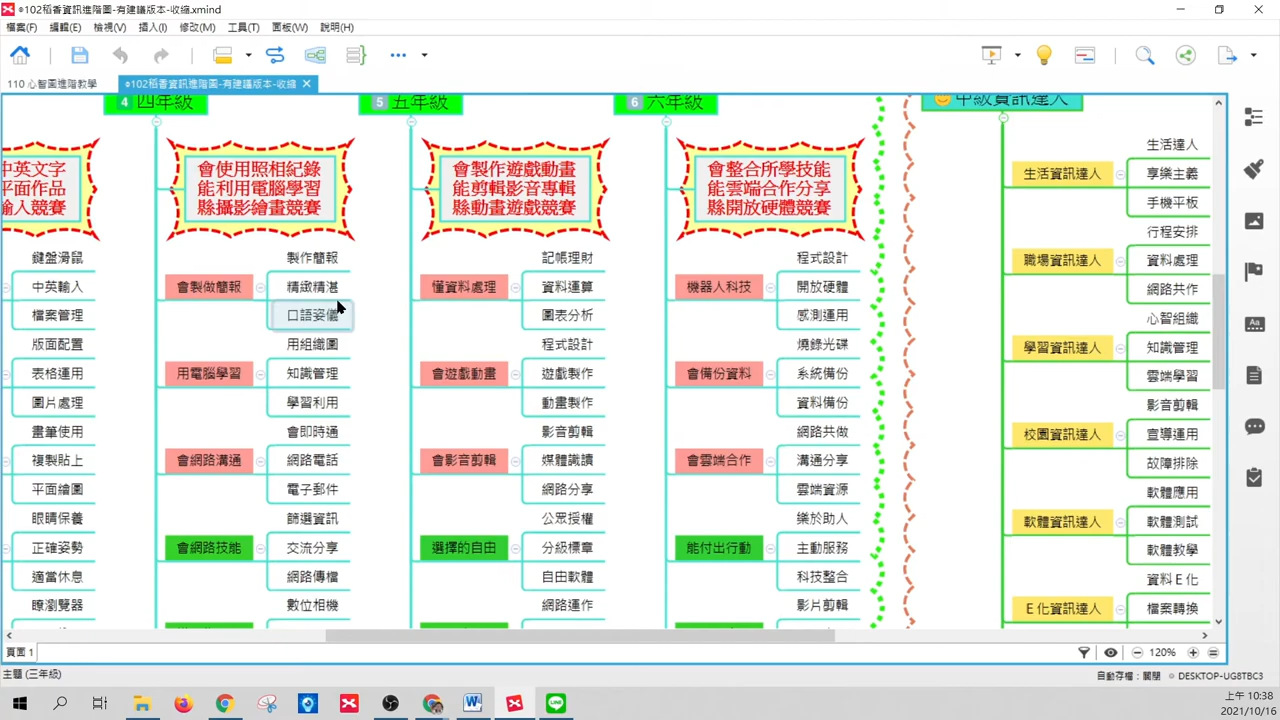 102稻香資訊進階圖-有建議版本-收縮.xmind
檔案(F) 編輯(E) 檢視(V) 插入(I) 修改(M) 工具(T) 面板(W) 說明(H)
110 心智圖進階教學
102稻香資訊進階圖-有建議版本-收縮
4 四年級
5 五年級
6 六年級
中級資訊達人
中英文字
平面作品
輸入競賽
會使用照相紀錄
能利用電腦學習
縣攝影繪畫競賽
會製作遊戲動畫
能剪輯影音專輯
縣動畫遊戲競賽
會整合所學技能
能雲端合作分享
縣開放硬體競賽
鍵盤滑鼠
中英輸入
檔案管理
版面配置
表格運用
圖片處理
畫筆使用
複製貼上
平面繪圖
眼睛保養
正確姿勢
適當休息
瞭瀏覽器
會製做簡報
製作簡報
精緻精湛
口語姿儀
用電腦學習
用組織圖
知識管理
學習利用
會網路溝通
會即時通
網路電話
電子郵件
會網路技能
篩選資訊
交流分享
網路傳檔
數位相機
懂資料處理
記帳理財
資料運算
圖表分析
會遊戲動畫
程式設計
遊戲製作
動畫製作
會影音剪輯
影音剪輯
媒體識讀
網路分享
選擇的自由
公眾授權
分級標章
自由軟體
網路運作
機器人科技
程式設計
開放硬體
感測運用
會備份資料
燒錄光碟
系統備份
資料備份
會雲端合作
網路共做
溝通分享
雲端資源
能付出行動
樂於助人
主動服務
科技整合
影片剪輯
生活資訊達人
生活達人
享樂主義
手機平板
職場資訊達人
行程安排
資料處理
網路共作
學習資訊達人
心智組織
知識管理
雲端學習
校園資訊達人
影音剪輯
宣導運用
故障排除
軟體資訊達人
軟體應用
軟體測試
軟體教學
E化資訊達人
資料E化
檔案轉換
頁面 1
120%
主題 (三年級)
自動存檔：關閉
DESKTOP-UG8TBC3
上午 10:38
2021/10/16